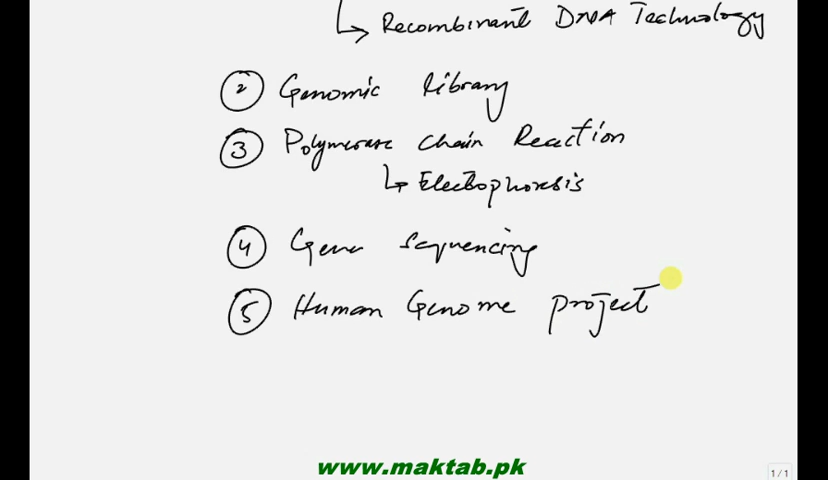 ↳ Recombinant DNA Technology
② Genomic library
③ Polymerase Chain Reaction
↳ Electophoresis
④ Gene Sequencing
⑤ Human Genome project
www.maktab.pk
1 / 1